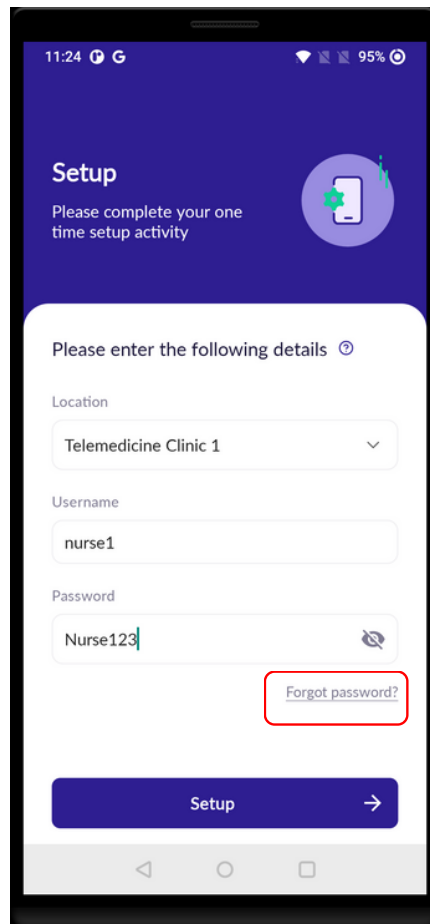 11:24 G 95%
Setup
Please complete your one
time setup activity
Please enter the following details ?
Location
Telemedicine Clinic 1
Username
nurse1
Password
Nurse123
Forgot password?
Setup